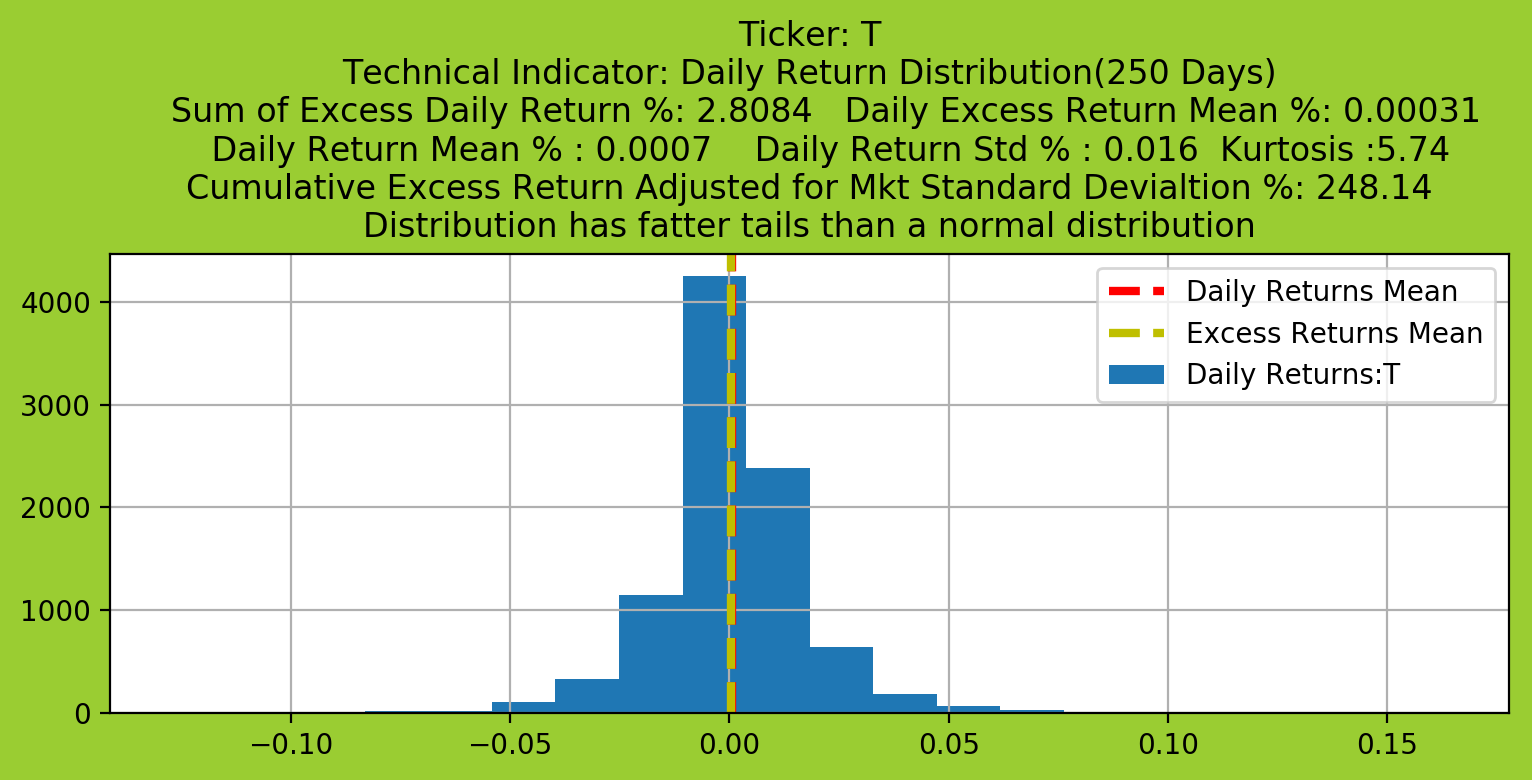 Ticker: T
Technical Indicator: Daily Return Distribution(250 Days)
Sum of Excess Daily Return %: 2.8084   Daily Excess Return Mean %: 0.00031
Daily Return Mean % : 0.0007    Daily Return Std % : 0.016  Kurtosis :5.74
Cumulative Excess Return Adjusted for Mkt Standard Devialtion %: 248.14
Distribution has fatter tails than a normal distribution
Daily Returns Mean
Excess Returns Mean
Daily Returns:T
4000
3000
2000
1000
0
−0.10 −0.05 0.00 0.05 0.10 0.15